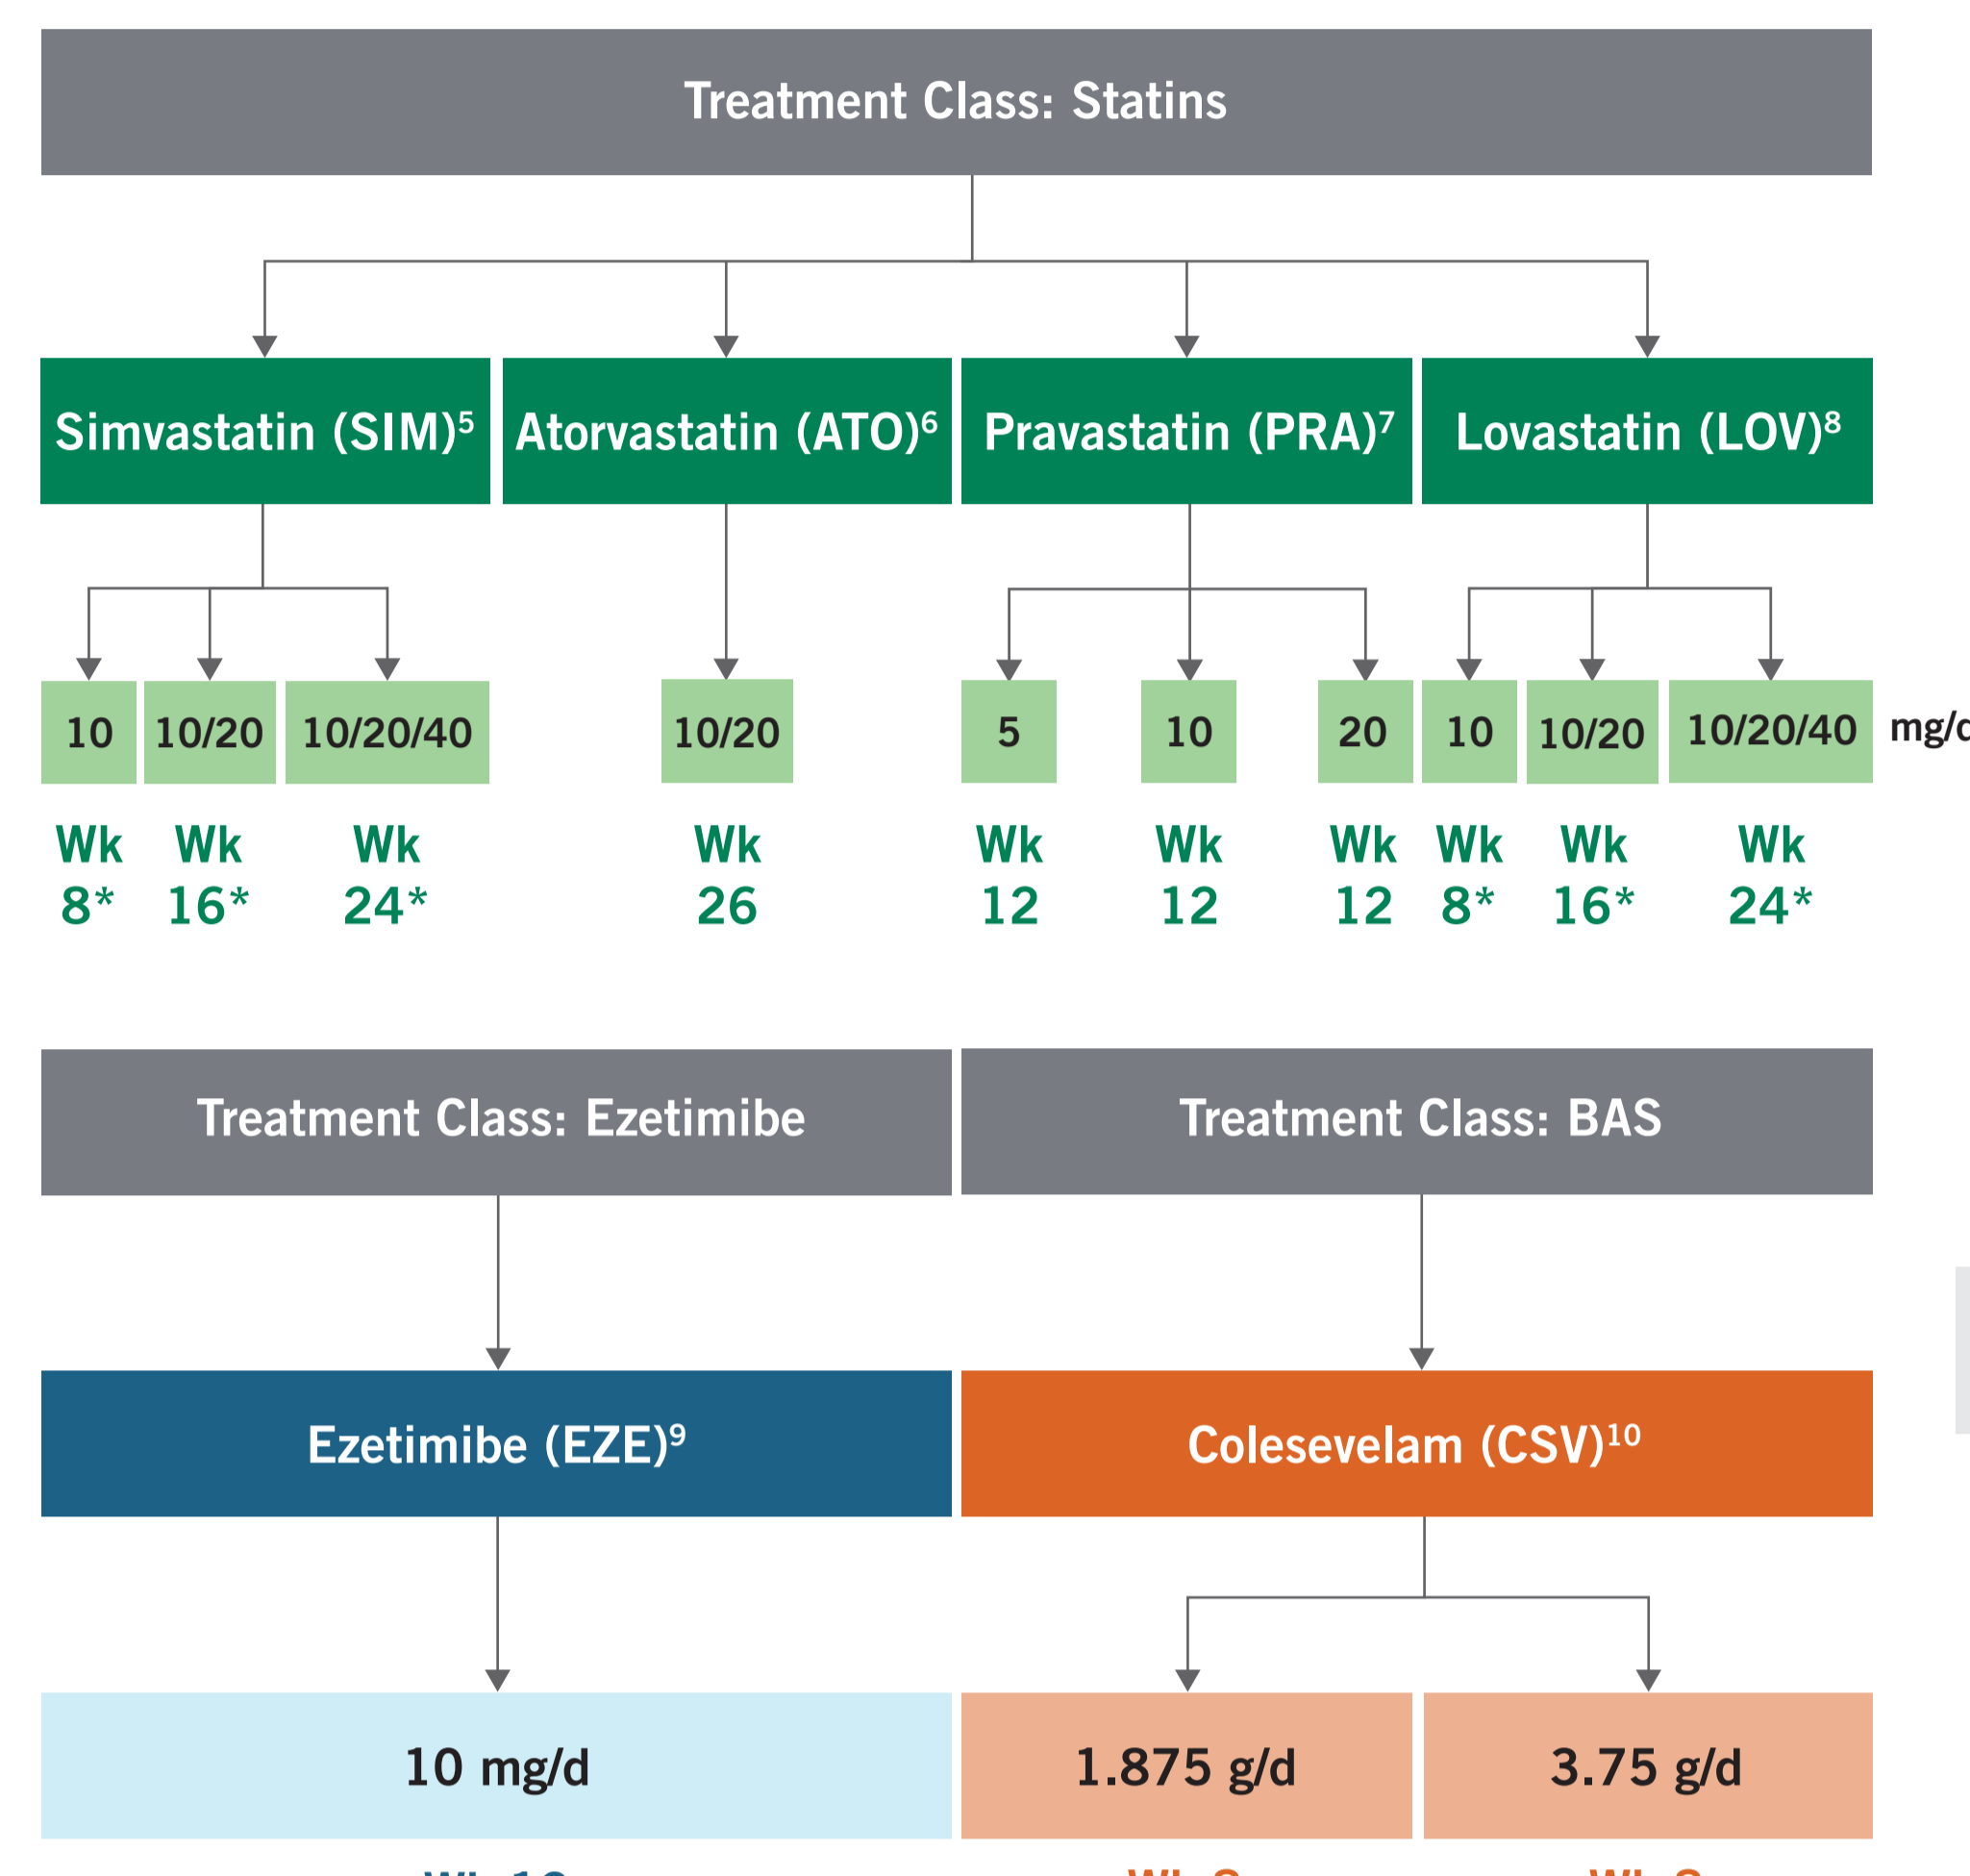 Treatment Class: Statins
Simvastatin (SIM)5 Atorvastatin (ATO)6 Pravastatin (PRA)7 Lovastatin (LOV)8
10 10/20 10/20/40 10/20 5 10 20 10 10/20 10/20/40 mg/d
Wk Wk Wk Wk Wk Wk Wk Wk Wk Wk
8* 16* 24* 26 12 12 12 8* 16* 24*
Treatment Class: Ezetimibe Treatment Class: BAS
Ezetimibe (EZE)9 Colesevelam (CSV)10
10 mg/d 1.875 g/d 3.75 g/d